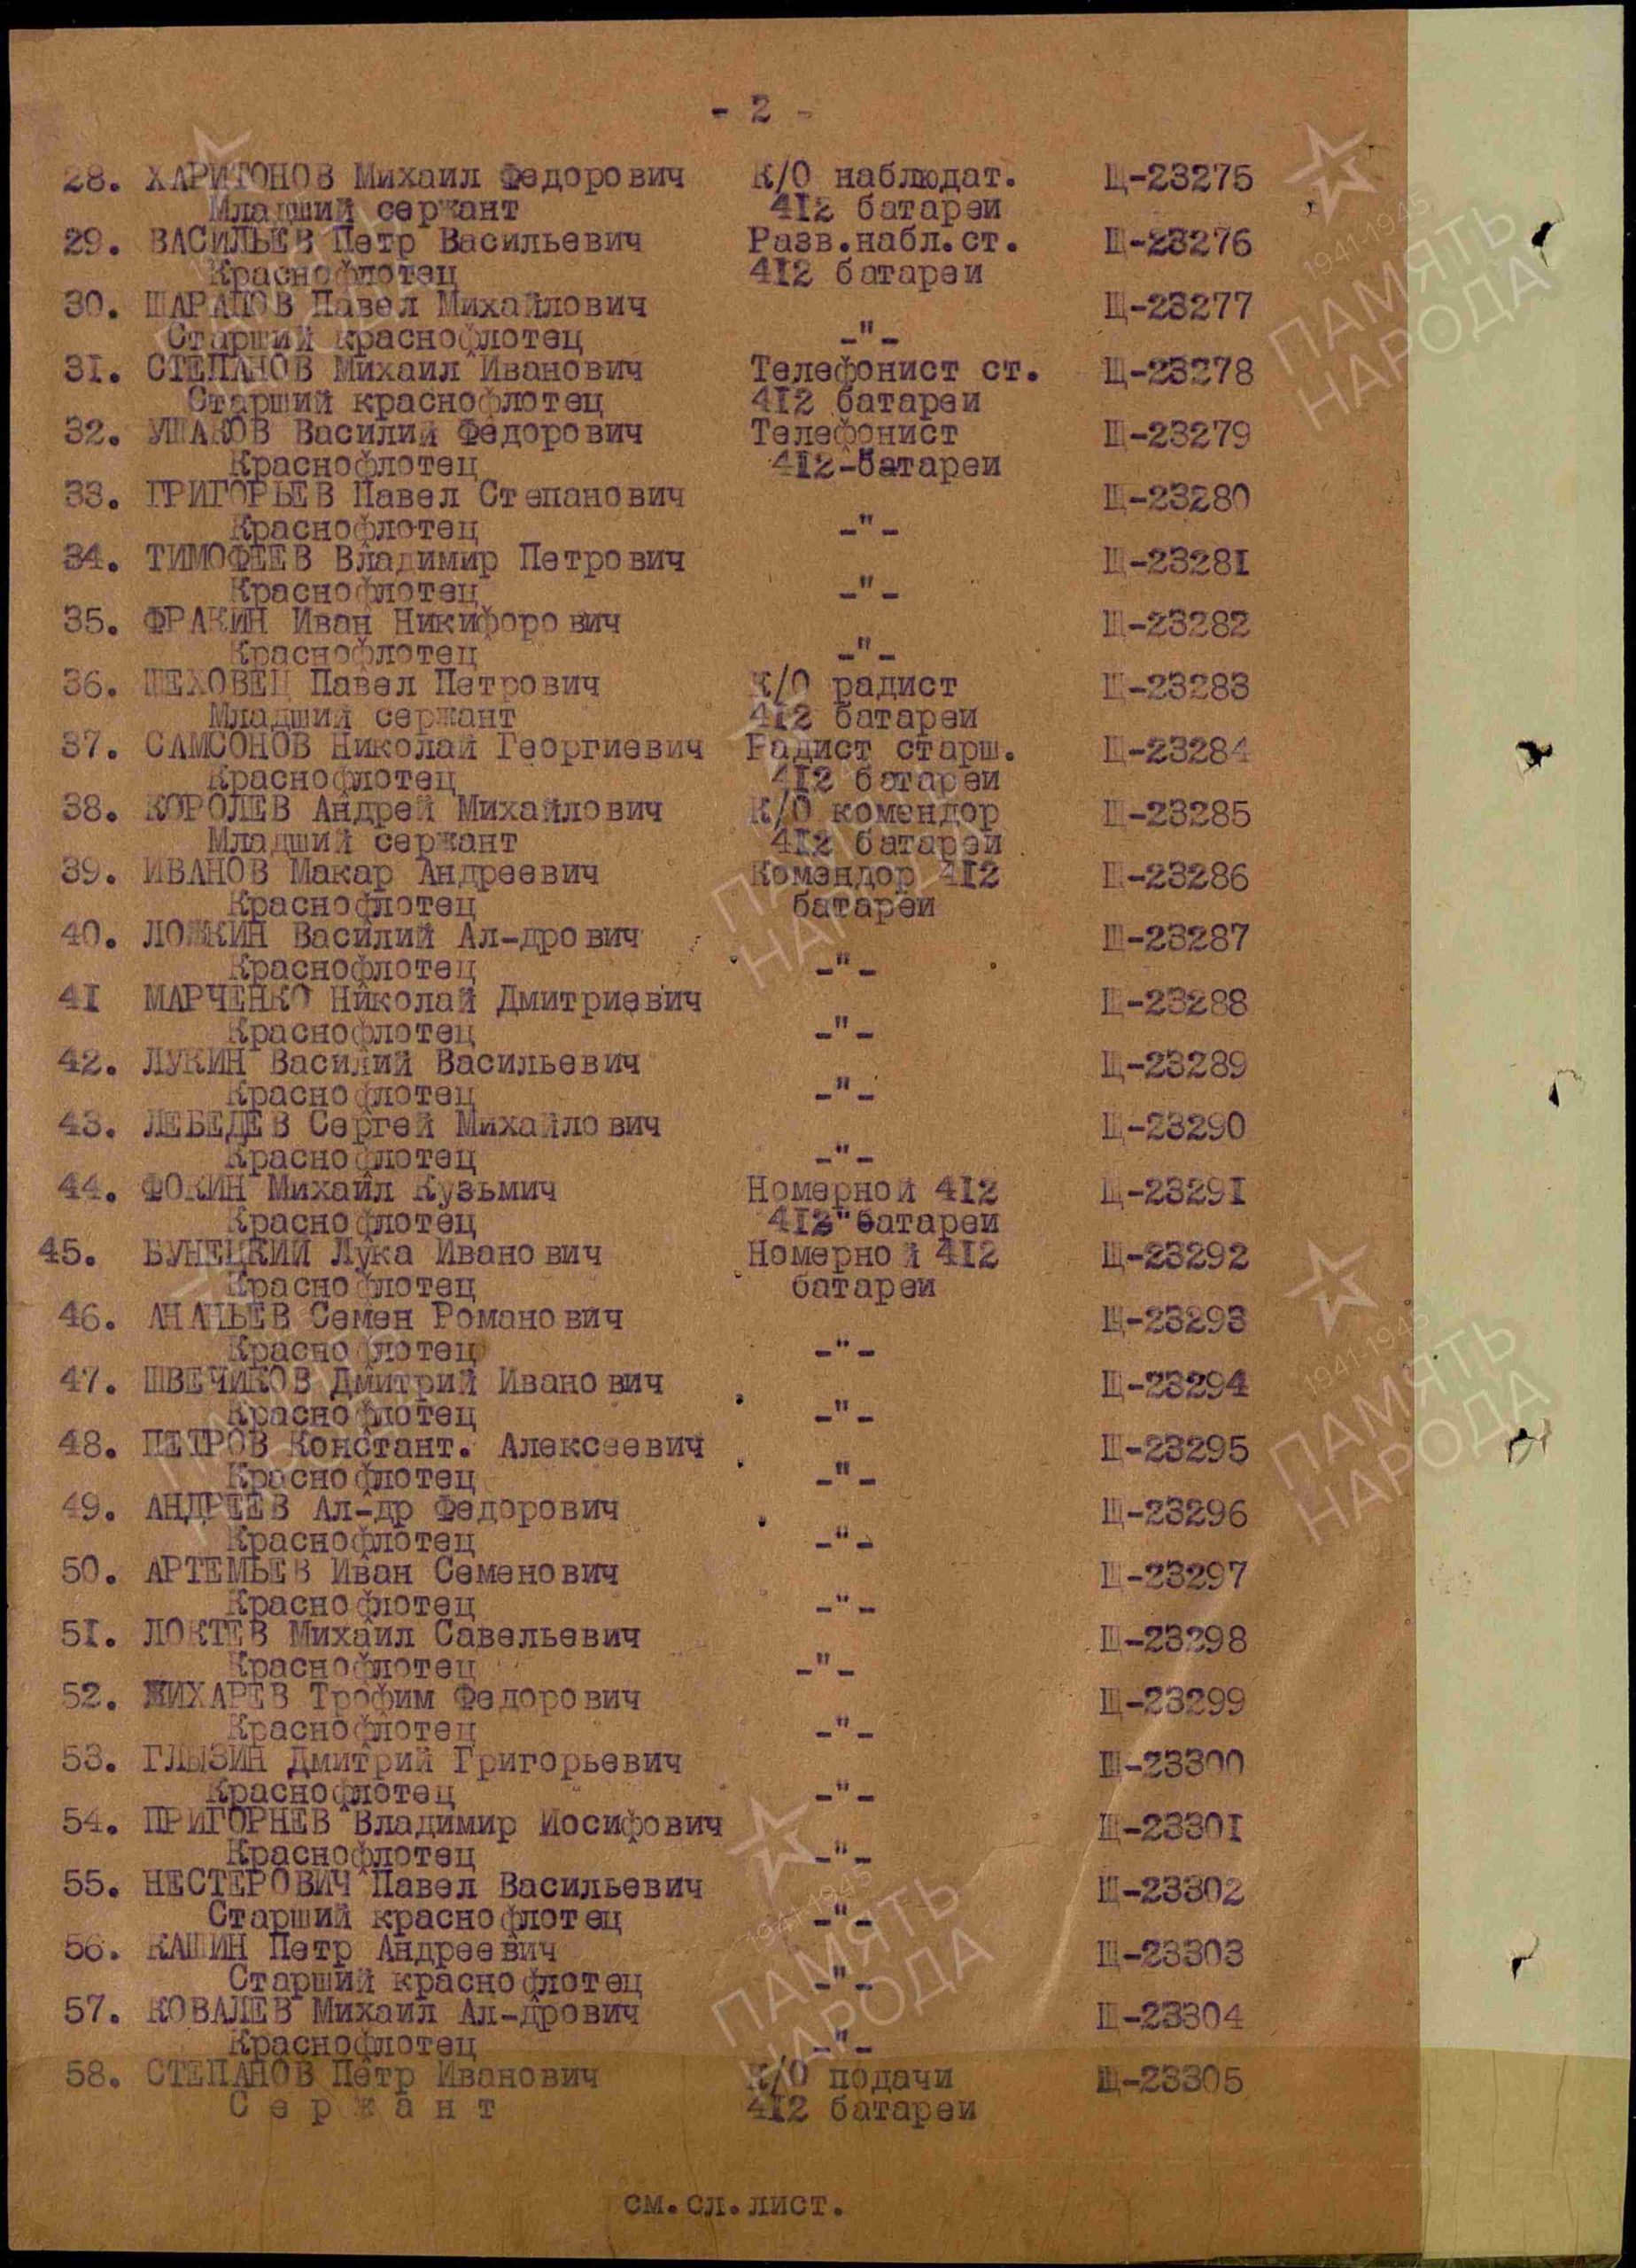 - 2 -
28. ХАРИТОНОВ Михаил Федорович К/О наблюдат. Щ-23275
Младший сержант 412 батареи
29. ВАСИЛЬЕВ Петр Васильевич Разв.набл.ст. Щ-23276
Краснофлотец 412 батареи
30. ШАРАПОВ Павел Михайлович Щ-23277
Старший краснофлотец -"-
31. СТЕПАНОВ Михаил Иванович Телефонист ст. Щ-23278
Старший краснофлотец 412 батареи
32. УШАКОВ Василий Федорович Телефонист Щ-23279
Краснофлотец 412-батареи
33. ГРИГОРЬЕВ Павел Степанович Щ-23280
Краснофлотец -"-
34. ТИМОФЕЕВ Владимир Петрович Щ-23281
Краснофлотец -"-
35. ФРАКИН Иван Никифорович Щ-23282
Краснофлотец -"-
36. ШЕХОВЕЦ Павел Петрович К/О радист Щ-23283
Младший сержант 412 батареи
37. САМСОНОВ Николай Георгиевич Радист старш. Щ-23284
Краснофлотец 412 батареи
38. КОРОЛЕВ Андрей Михайлович К/О комендор Щ-23285
Младший сержант 412 батареи
39. ИВАНОВ Макар Андреевич Комендор 412 Щ-23286
Краснофлотец батареи
40. ЛОЖКИН Василий Ал-дрович Щ-23287
Краснофлотец -"-
41 МАРЧЕНКО Николай Дмитриевич Щ-23288
Краснофлотец -"-
42. ЛУКИН Василий Васильевич Щ-23289
Краснофлотец -"-
43. ЛЕБЕДЕВ Сергей Михайлович Щ-23290
Краснофлотец -"-
44. ФОКИН Михаил Кузьмич Номерной 412 Щ-23291
Краснофлотец 412"батареи
45. БУНЕЦКИЙ Лука Иванович Номерной 412 Щ-23292
Краснофлотец батареи
46. АНАНЬЕВ Семен Романович Щ-23293
Краснофлотец -"-
47. ШВЕЧИКОВ Дмитрий Иванович Щ-23294
Краснофлотец -"-
48. ПЕТРОВ Констант. Алексеевич Щ-23295
Краснофлотец -"-
49. АНДРЕЕВ Ал-др Федорович Щ-23296
Краснофлотец -"-
50. АРТЕМЬЕВ Иван Семенович Щ-23297
Краснофлотец -"-
51. ЛОКТЕВ Михаил Савельевич Щ-23298
Краснофлотец -"-
52. ЖИХАРЕВ Трофим Федорович Щ-23299
Краснофлотец -"-
53. ГЛЫЗИН Дмитрий Григорьевич Щ-23300
Краснофлотец -"-
54. ПРИГОРНЕВ Владимир Иосифович Щ-23301
Краснофлотец -"-
55. НЕСТЕРОВИЧ Павел Васильевич Щ-23302
Старший краснофлотец -"-
56. КАШИН Петр Андреевич Щ-23303
Старший краснофлотец -"-
57. КОВАЛЕВ Михаил Ал-дрович Щ-23304
Краснофлотец -"-
58. СТЕПАНОВ Петр Иванович К/О подачи Щ-23305
Сержант 412 батареи
см.сл.лист.
1941-1945
ПАМЯТЬ
НАРОДА